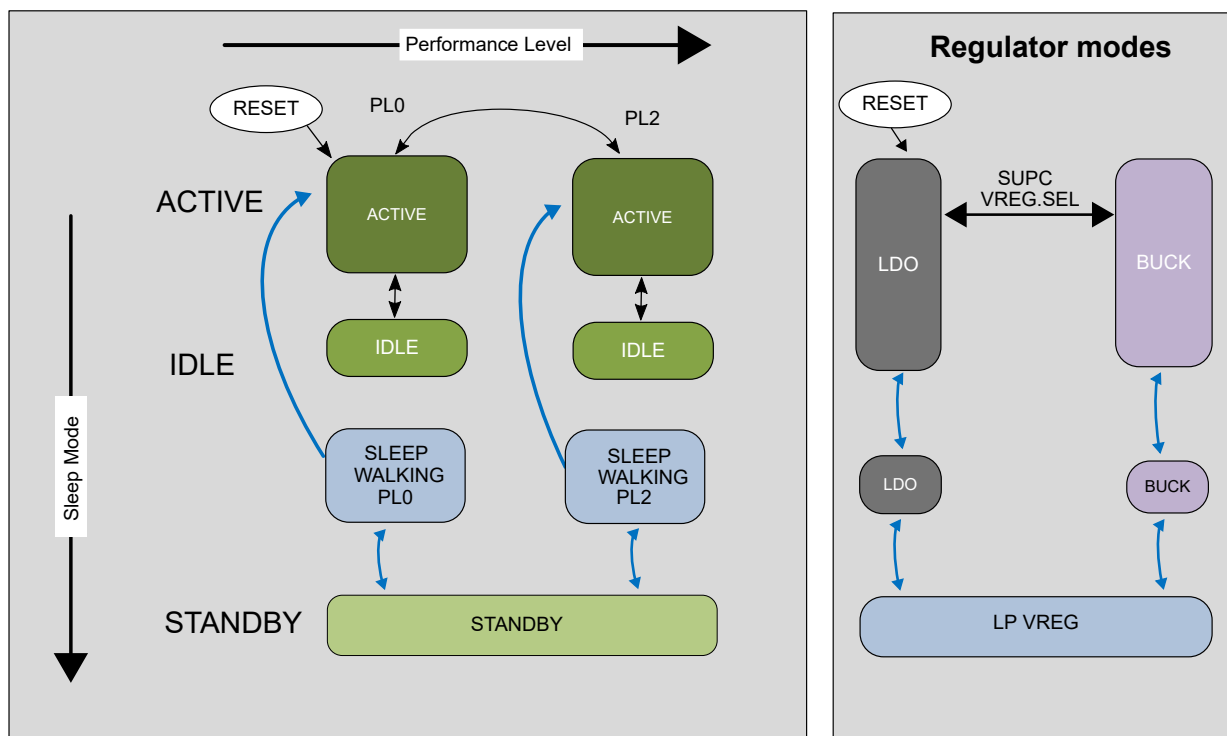 Performance Level
RESET
PL0
PL2
ACTIVE
ACTIVE
ACTIVE
IDLE
IDLE
IDLE
Sleep Mode
SLEEP
WALKING
PL0
SLEEP
WALKING
PL2
STANDBY
STANDBY
Regulator modes
RESET
SUPC
VREG.SEL
LDO
BUCK
LDO
BUCK
LP VREG